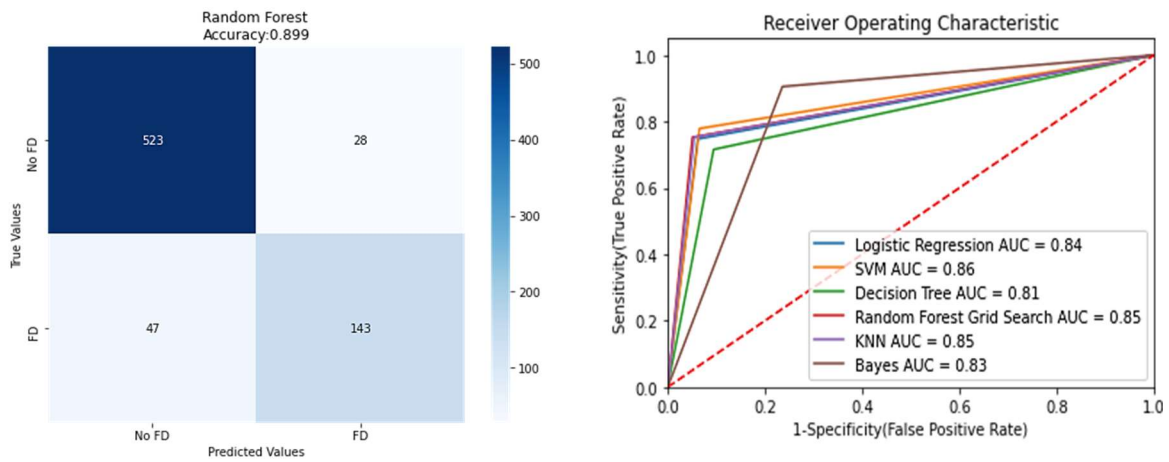 Random Forest
Accuracy:0.899
No FD
FD
True Values
523
28
47
143
No FD
FD
Predicted Values
500
400
300
200
100
Receiver Operating Characteristic
Sensitivity(True Positive Rate)
1.0
0.8
0.6
0.4
0.2
0.0
Logistic Regression AUC = 0.84
SVM AUC = 0.86
Decision Tree AUC = 0.81
Random Forest Grid Search AUC = 0.85
KNN AUC = 0.85
Bayes AUC = 0.83
0.0
0.2
0.4
0.6
0.8
1.0
1-Specificity(False Positive Rate)